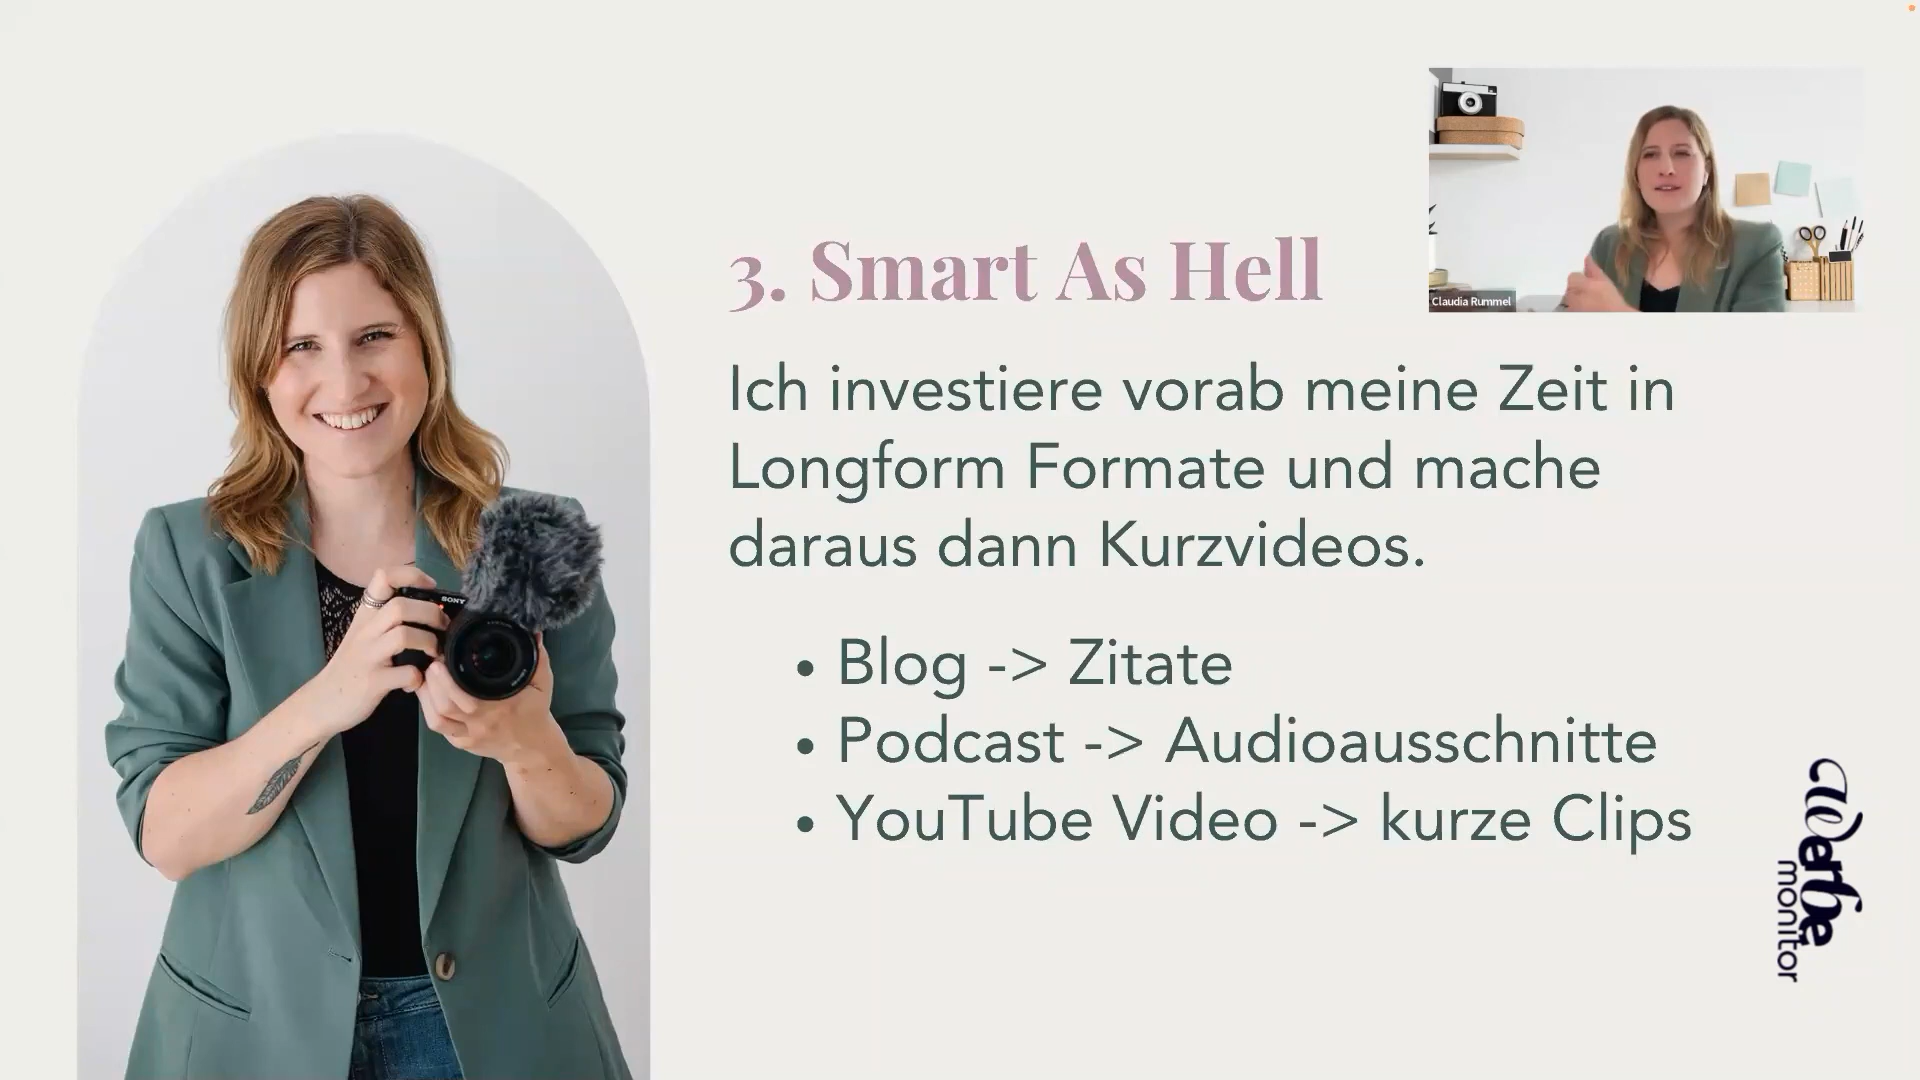 3. Smart As Hell
Claudia Rummel
Ich investiere vorab meine Zeit in
Longform Formate und mache
daraus dann Kurzvideos.
• Blog -> Zitate
• Podcast -> Audioausschnitte
• YouTube Video -> kurze Clips
SONY
Werbe
monitor